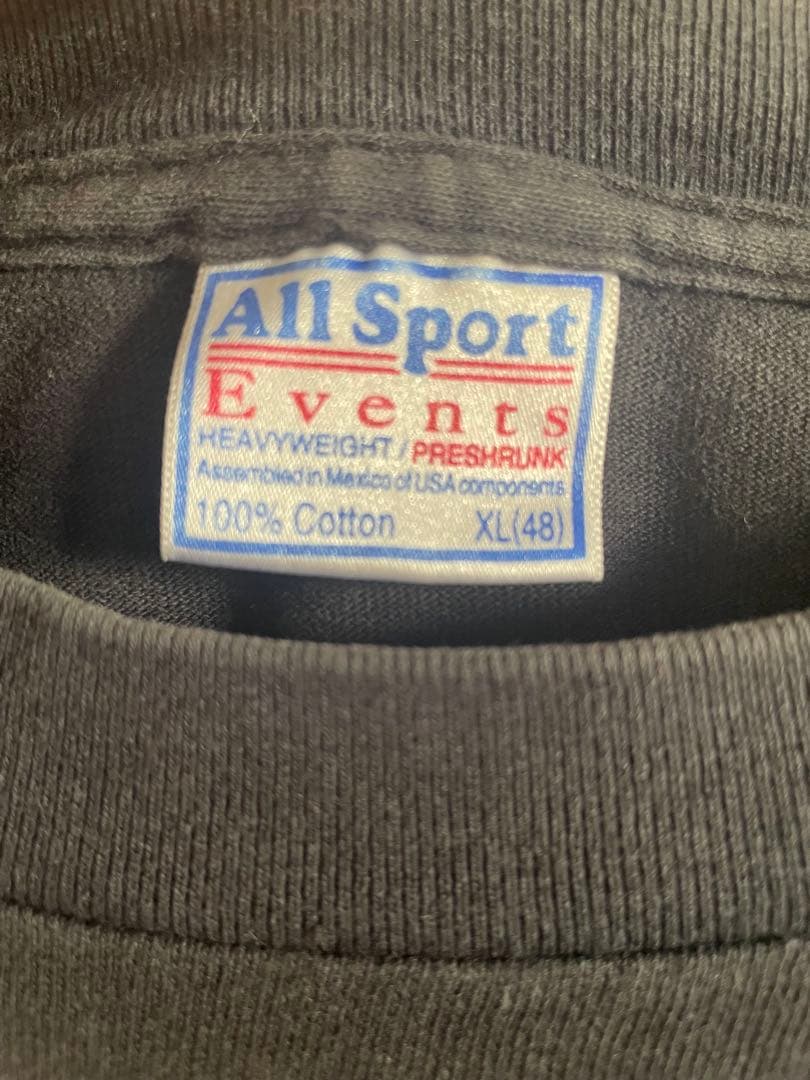 All Sport
Events
HEAVYWEIGHT / PRESHRUNK
Assembled in Mexico of USA components
100% Cotton XL(48)